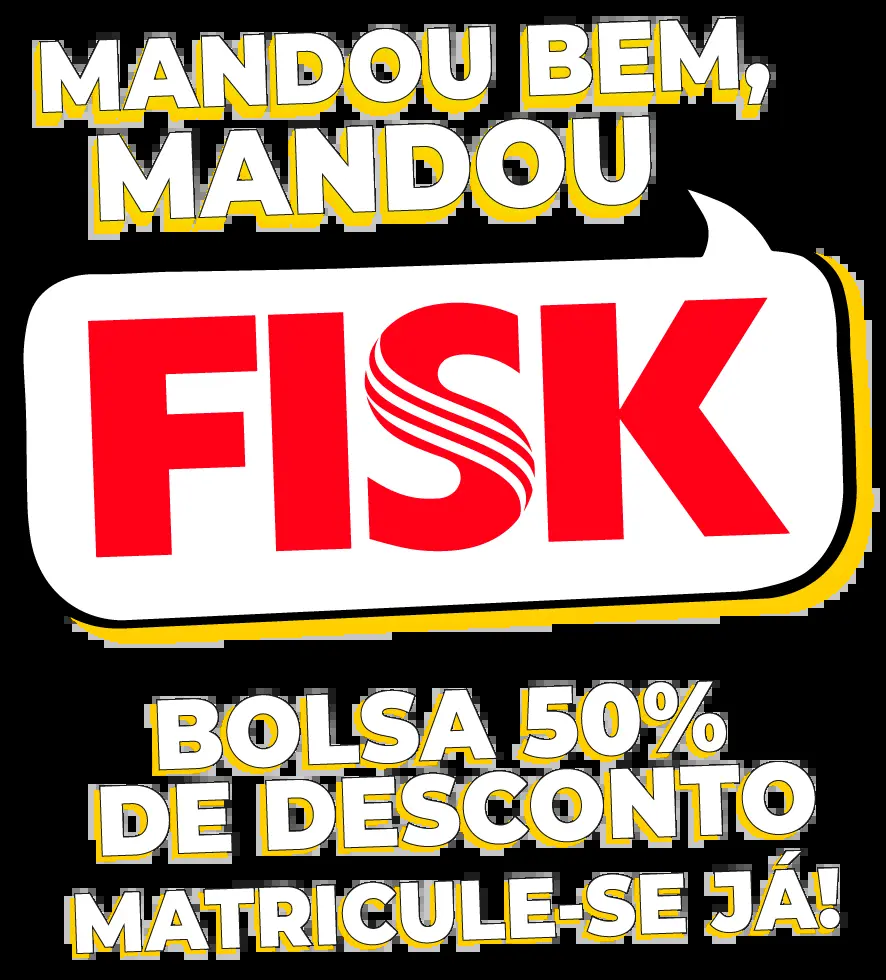 MANDOU BEM,
MANDOU
FISK
BOLSA 50%
DE DESCONTO
MATRICULE-SE JÁ!